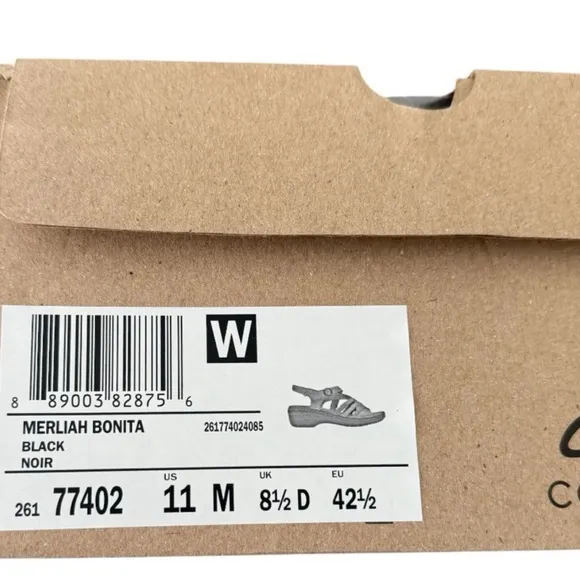 W
8 89003 82875 6
MERLIAH BONITA 261774024085
BLACK
NOIR
US UK EU
261 77402 11 M 8½ D 42½